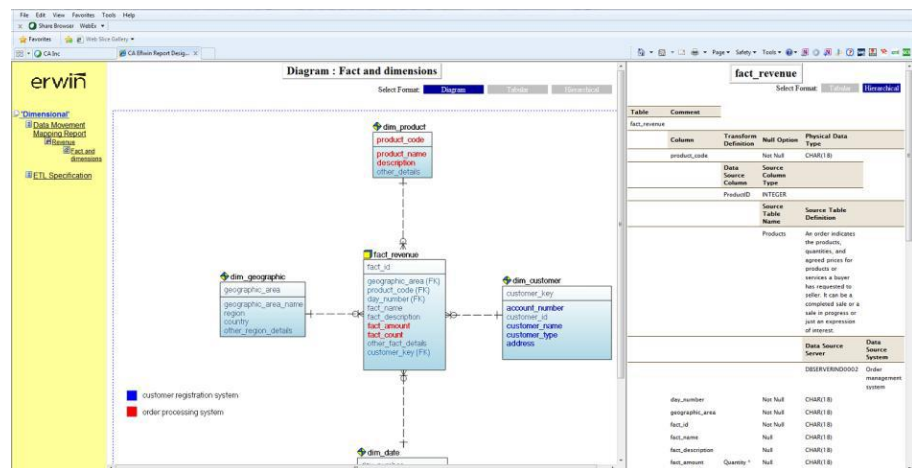 File Edit View Favorites Tools Help
x Share Browser WebEx
Favorites Web Slice Gallery
CA Inc
CA ERwin Report Desig... x
Page Safety Tools
erwin
'Dimensional'
Data Movement
Mapping Report
Revenue
Fact and
dimensions
ETL Specification
Diagram : Fact and dimensions
Select Format: Diagram Tabular Hierarchical
dim_product
product_code
product_name
description
other_details
fact_revenue
fact_id
geographic_area (FK)
product_code (FK)
day_number (FK)
fact_name
fact_description
fact_amount
fact_count
other_fact_details
customer_key (FK)
dim_geographic
geographic_area
geographic_area_name
region
country
other_region_details
dim_customer
customer_key
account_number
customer_id
customer_name
customer_type
address
customer registration system
order processing system
dim_date
fact_revenue
Select Format: Tabular Hierarchical
Table Comment
fact_revenue
Column Transform Definition Null Option Physical Data Type
product_code Not Null CHAR(18)
Data Source Column Source Column Type
ProductID INTEGER
Source Table Name Source Table Definition
Products An order indicates
the products,
quantities, and
agreed prices for
products or
services a buyer
has requested to
seller. It can be a
completed sale or a
sale in progress or
just an expression
of interest.
Data Source Server Data Source System
DBSERVERIND0002 Order management system
day_number Not Null CHAR(18)
geographic_area Not Null CHAR(18)
fact_id Not Null CHAR(18)
fact_name Null CHAR(18)
fact_description Null CHAR(18)
fact_amount Quantity * Null CHAR(18)